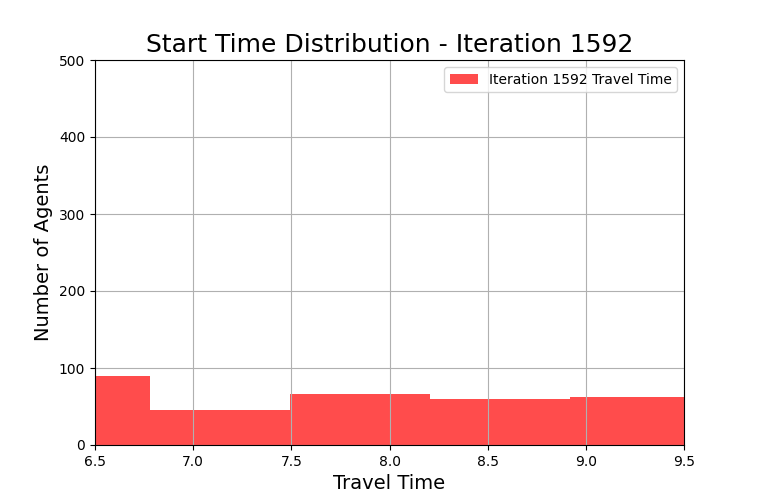 Start Time Distribution - Iteration 1592
500
400
300
200
100
0
Number of Agents
Iteration 1592 Travel Time
6.5 7.0 7.5 8.0 8.5 9.0 9.5
Travel Time